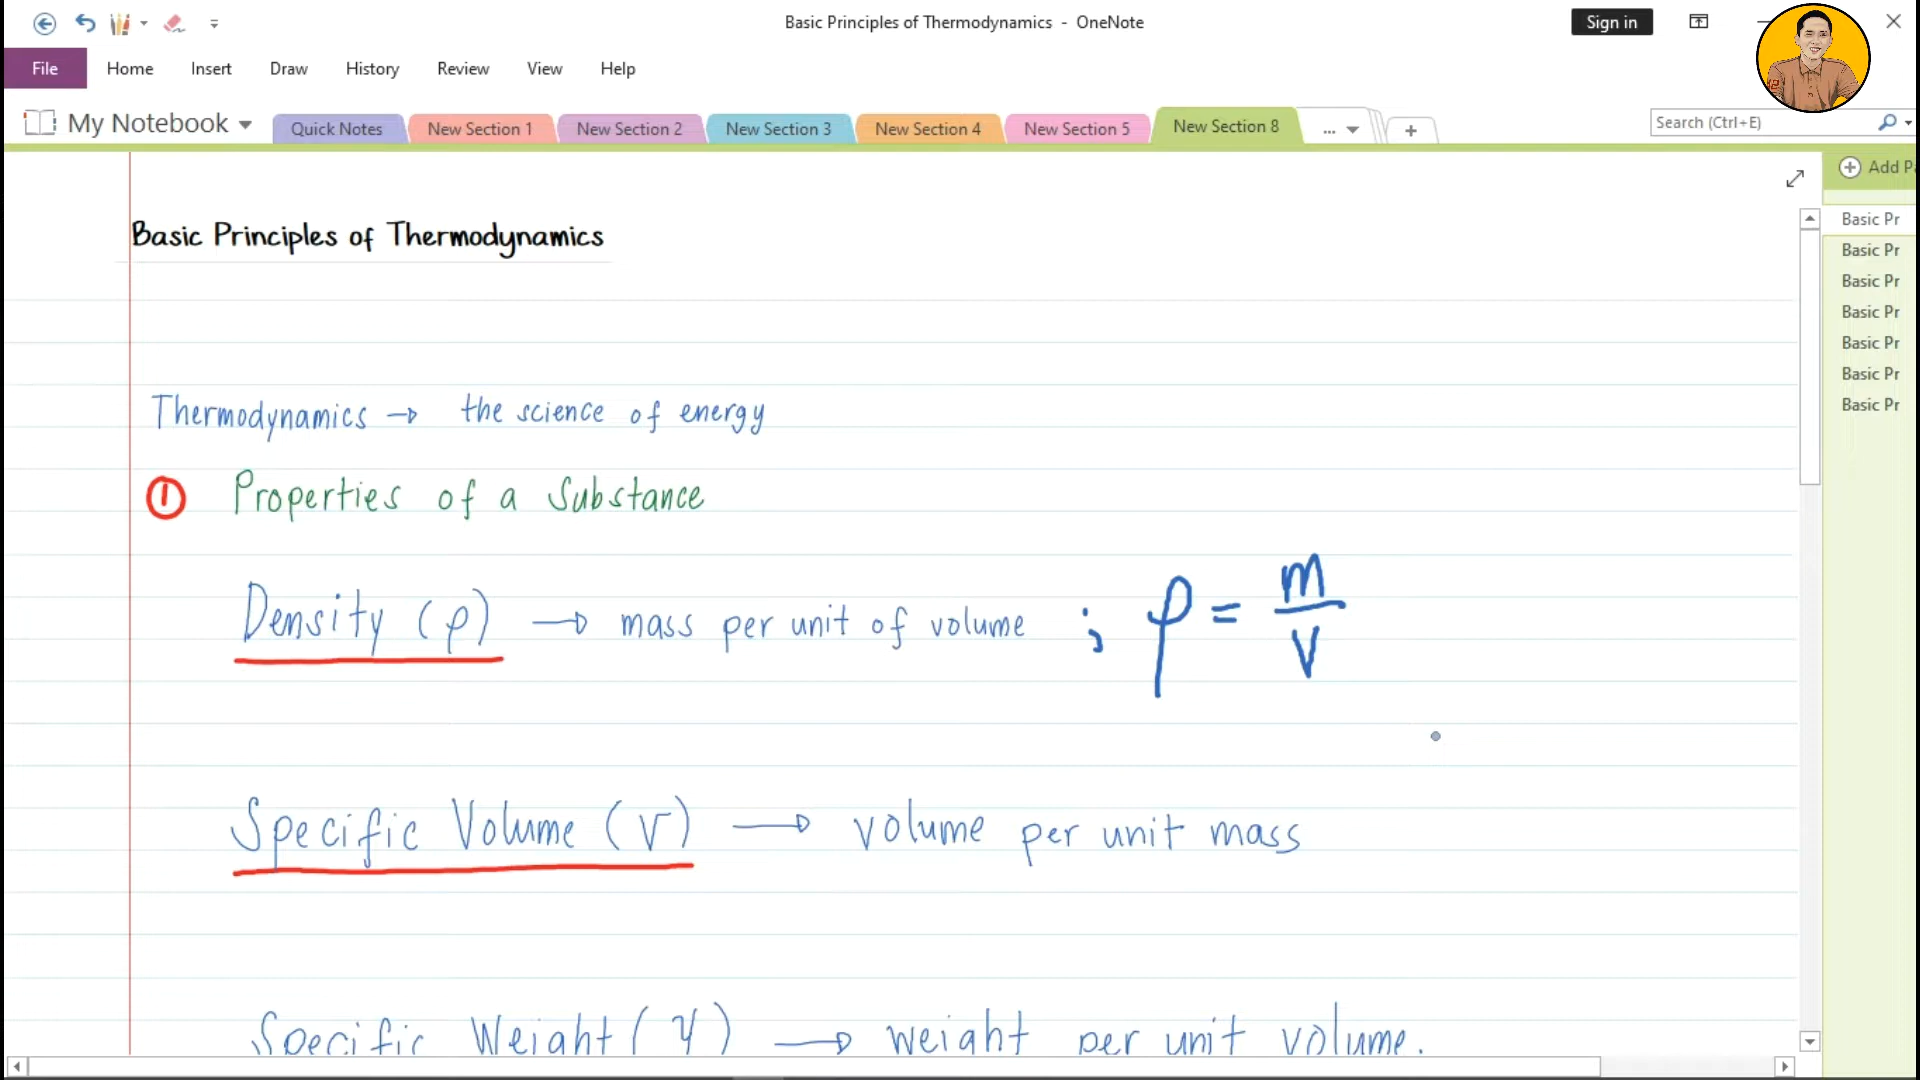 Basic Principles of Thermodynamics - OneNote
Sign in
File Home Insert Draw History Review View Help
My Notebook Quick Notes New Section 1 New Section 2 New Section 3 New Section 4 New Section 5 New Section 8 ... +
Search (Ctrl+E)
Add P
Basic Pr
Basic Pr
Basic Pr
Basic Pr
Basic Pr
Basic Pr
Basic Pr
Basic Principles of Thermodynamics
Thermodynamics → the science of energy
① Properties of a Substance
Density (ρ) → mass per unit of volume ; ρ = m/V
Specific Volume (v) → volume per unit mass
Specific Weight (γ) → weight per unit volume.